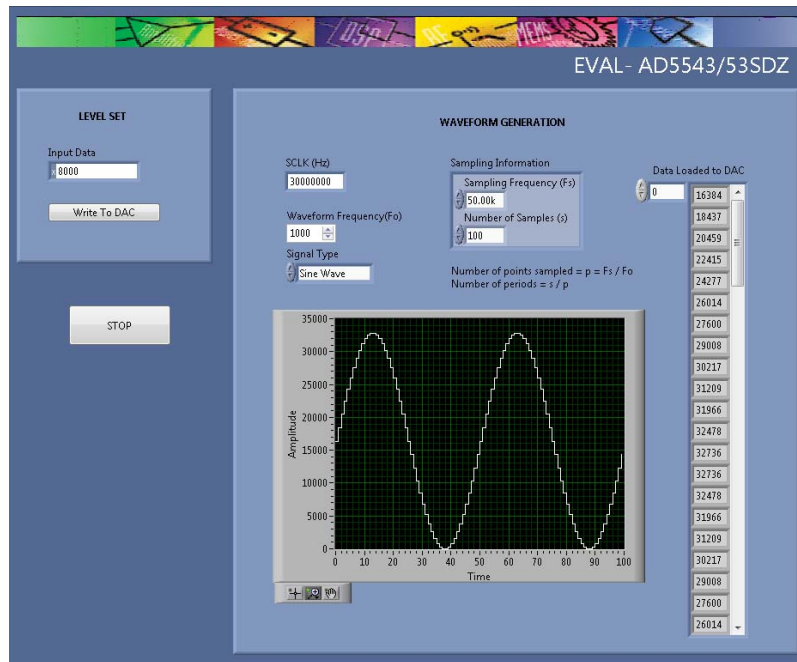 DSP
RF
MEMS
EVAL- AD5543/53SDZ
LEVEL SET
Input Data
x 8000
Write To DAC
STOP
WAVEFORM GENERATION
SCLK (Hz)
30000000
Waveform Frequency(Fo)
1000
Signal Type
Sine Wave
Sampling Information
Sampling Frequency (Fs)
50.00k
Number of Samples (s)
100
Number of points sampled = p = Fs / Fo
Number of periods = s / p
Data Loaded to DAC
0
16384
18437
20459
22415
24277
26014
27600
29008
30217
31209
31966
32478
32736
32736
32478
31966
31209
30217
29008
27600
26014
Amplitude
35000
30000
25000
20000
15000
10000
5000
0
0 10 20 30 40 50 60 70 80 90 100
Time